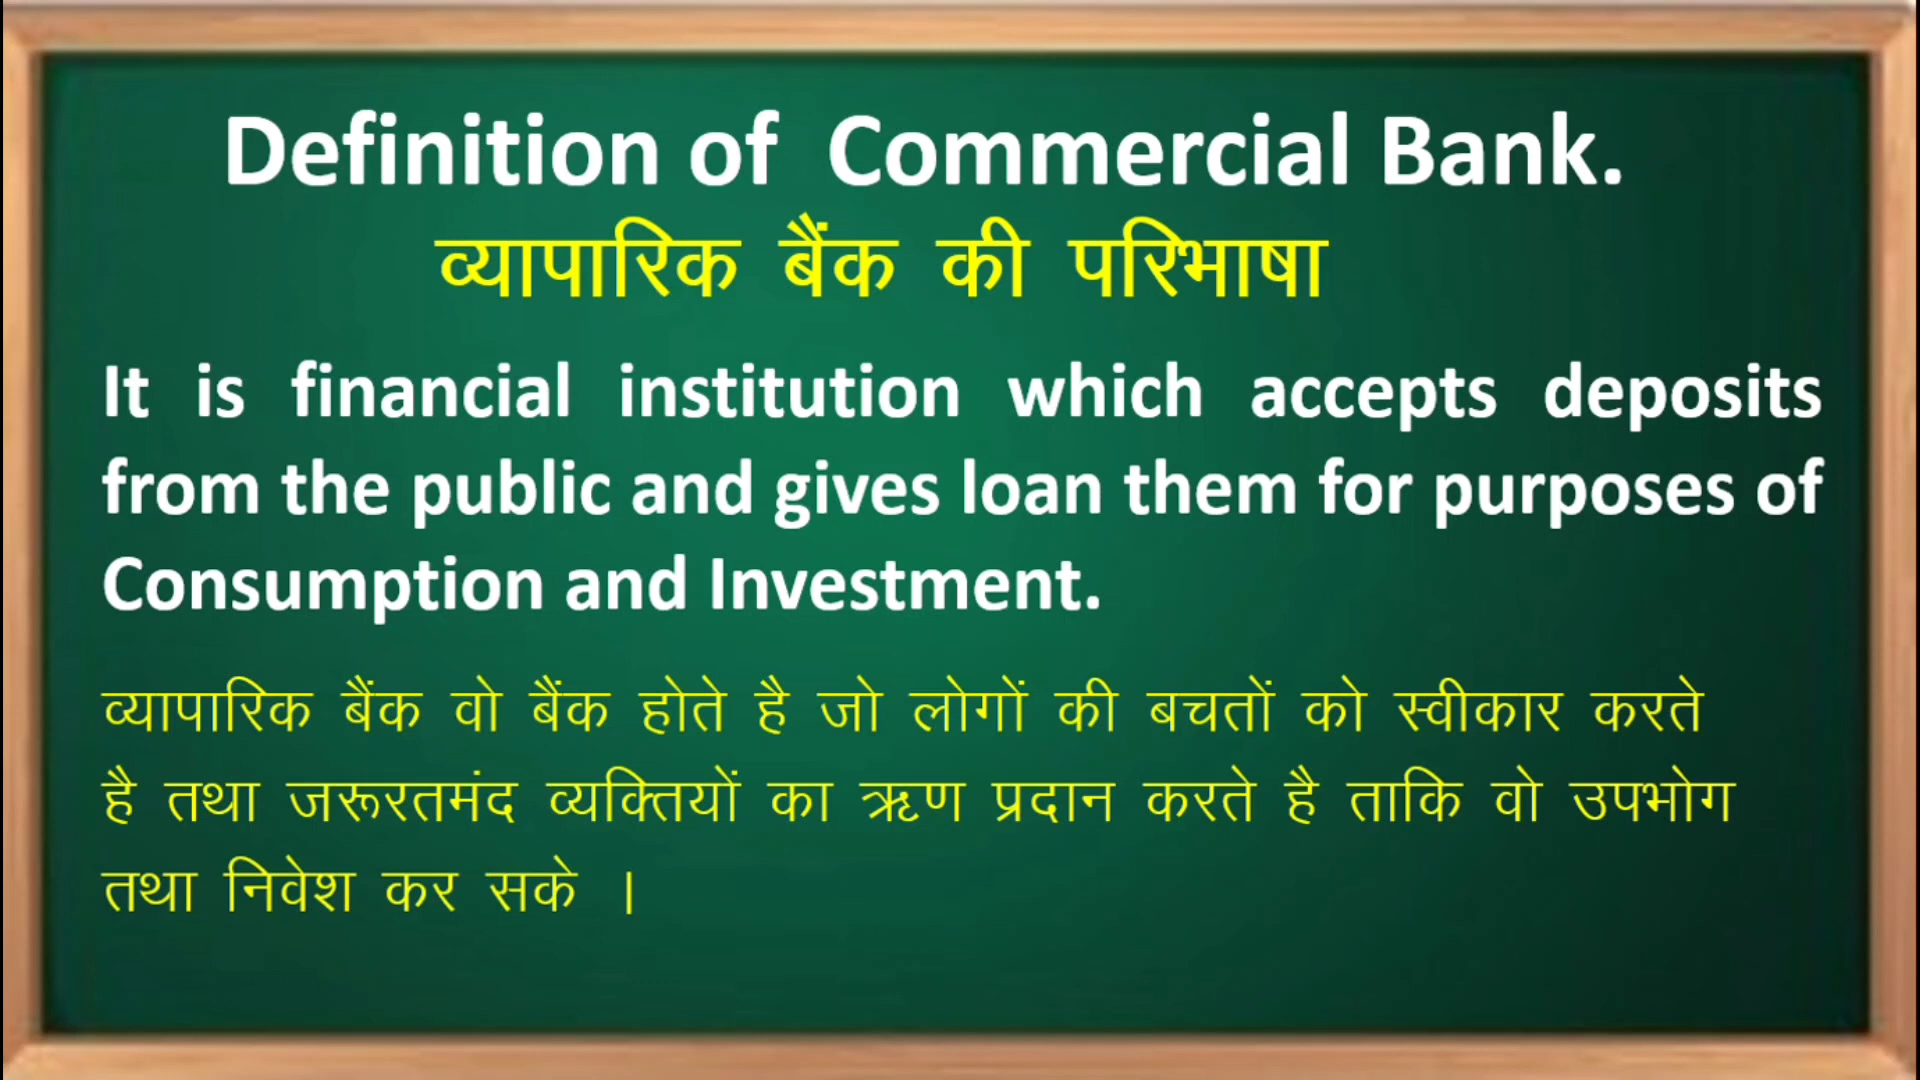 Definition of Commercial Bank.
व्यापारिक बैंक की परिभाषा
It is financial institution which accepts deposits
from the public and gives loan them for purposes of
Consumption and Investment.
व्यापारिक बैंक वो बैंक होते है जो लोगों की बचतों को स्वीकार करते
है तथा जरूरतमंद व्यक्तियों का ऋण प्रदान करते है ताकि वो उपभोग
तथा निवेश कर सके ।